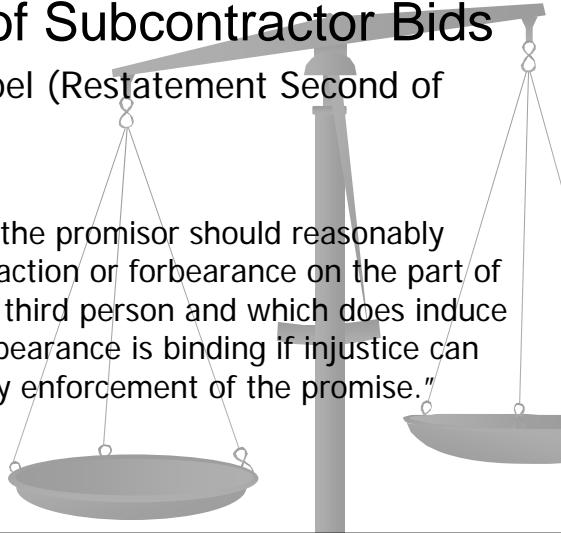 of Subcontractor Bids
pel (Restatement Second of
the promisor should reasonably
action or forbearance on the part of
third person and which does induce
bearance is binding if injustice can
y enforcement of the promise.”